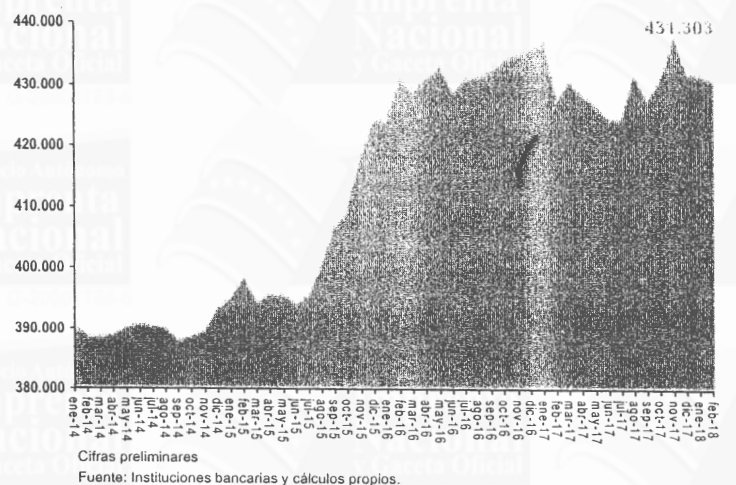 440.000
431.303
430.000
420.000
410.000
400.000
390.000
380.000
ene-14
feb-14
mar-14
abr-14
may-14
jun-14
jul-14
ago-14
sep-14
oct-14
nov-14
dic-14
ene-15
feb-15
mar-15
abr-15
may-15
jun-15
jul-15
ago-15
sep-15
oct-15
nov-15
dic-15
ene-16
feb-16
mar-16
abr-16
may-16
jun-16
jul-16
ago-16
sep-16
oct-16
nov-16
dic-16
ene-17
feb-17
mar-17
abr-17
may-17
jun-17
jul-17
ago-17
sep-17
oct-17
nov-17
dic-17
ene-18
feb-18
Cifras preliminares
Fuente: Instituciones bancarias y cálculos propios.